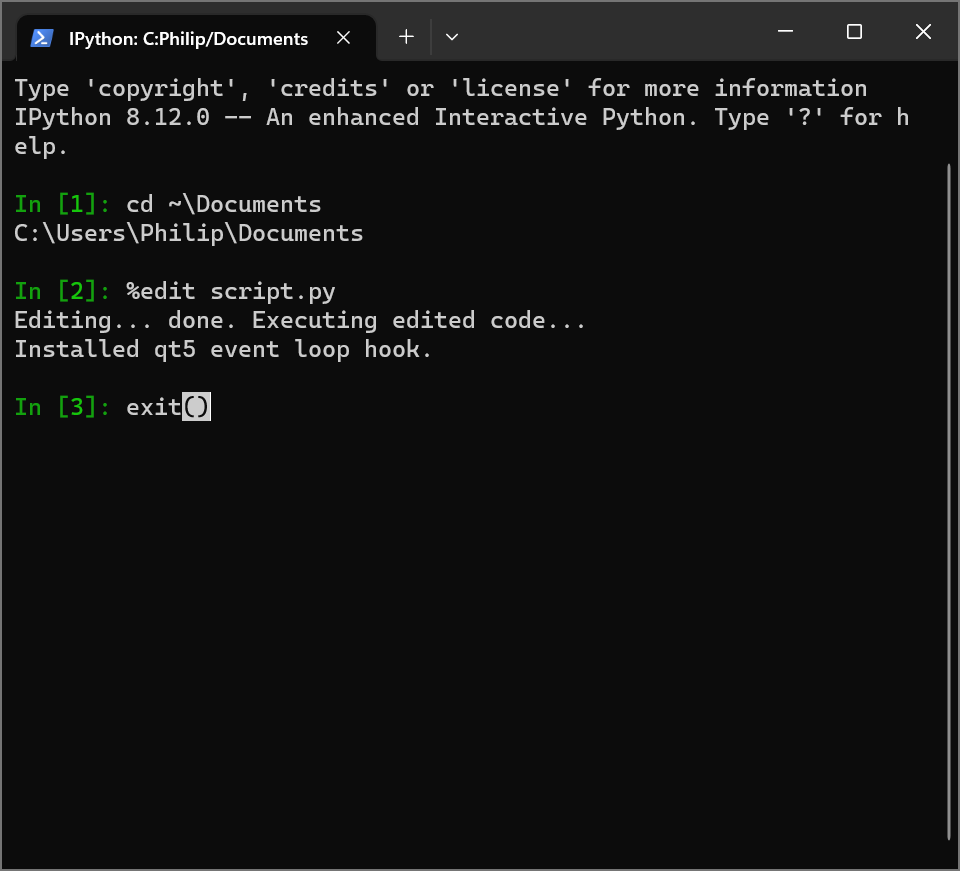 IPython: C:Philip/Documents
Type 'copyright', 'credits' or 'license' for more information
IPython 8.12.0 -- An enhanced Interactive Python. Type '?' for h
elp.
In [1]: cd ~\Documents
C:\Users\Philip\Documents
In [2]: %edit script.py
Editing... done. Executing edited code...
Installed qt5 event loop hook.
In [3]: exit()